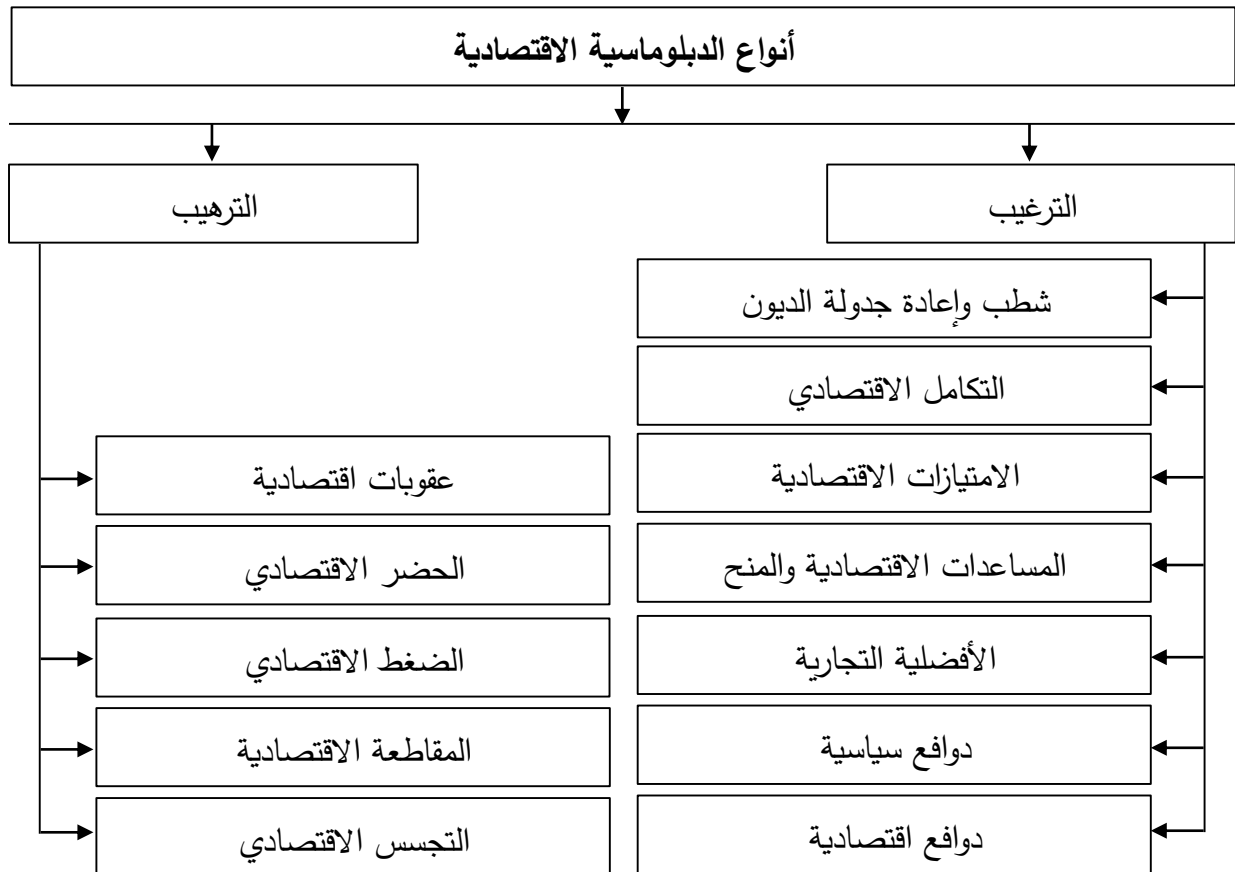 أنواع الدبلوماسية الاقتصادية
الترغيب
الترهيب
شطب وإعادة جدولة الديون
التكامل الاقتصادي
الامتيازات الاقتصادية
المساعدات الاقتصادية والمنح
الأفضلية التجارية
دوافع سياسية
دوافع اقتصادية
عقوبات اقتصادية
الحضر الاقتصادي
الضغط الاقتصادي
المقاطعة الاقتصادية
التجسس الاقتصادي